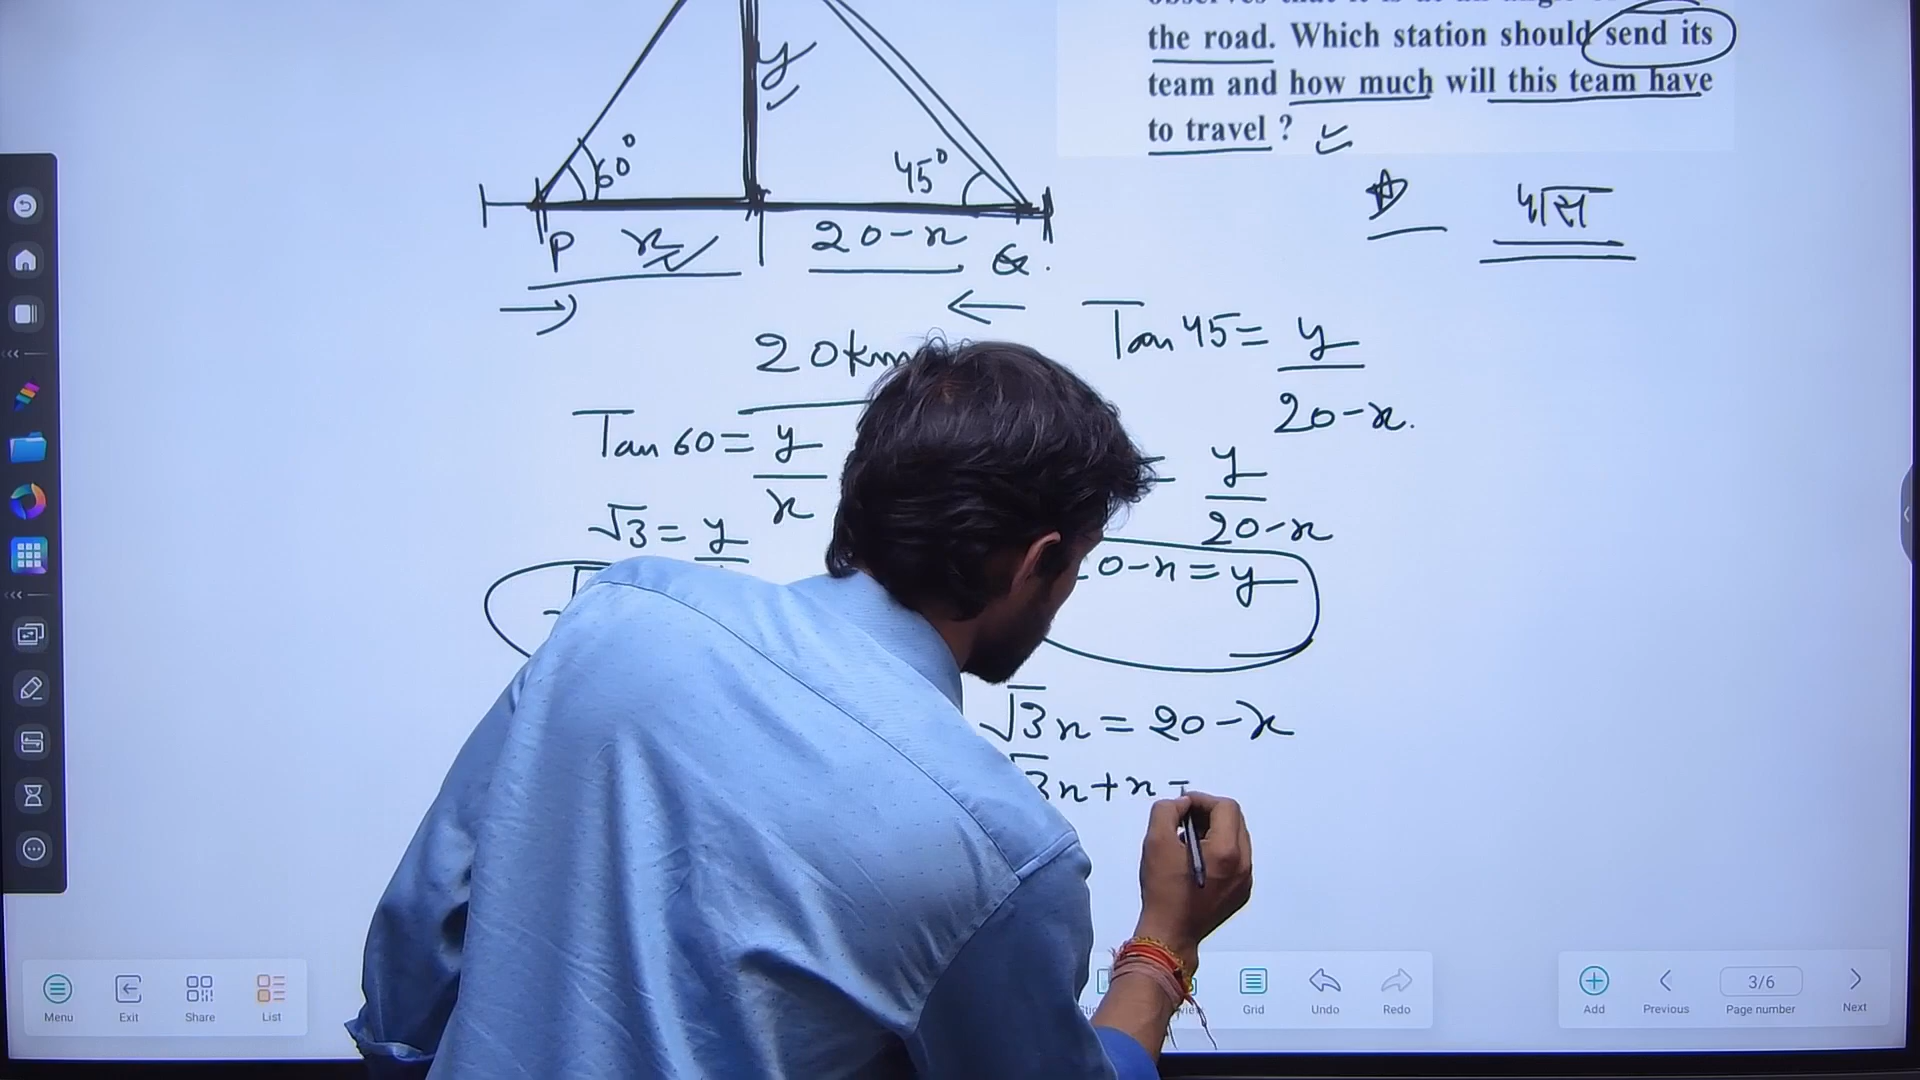 the road. Which station should send its
team and how much will this team have
to travel ?
पास
y
60°
45°
P
x
20-x
Q.
20km
Tan 45 = y
20-x.
Tan 60 = y
x
y
20-x
√3 = y
0-x = y
√3x = 20-x
3x+x =
Menu
Exit
Share
List
Grid
Undo
Redo
Add
Previous
3/6
Page number
Next